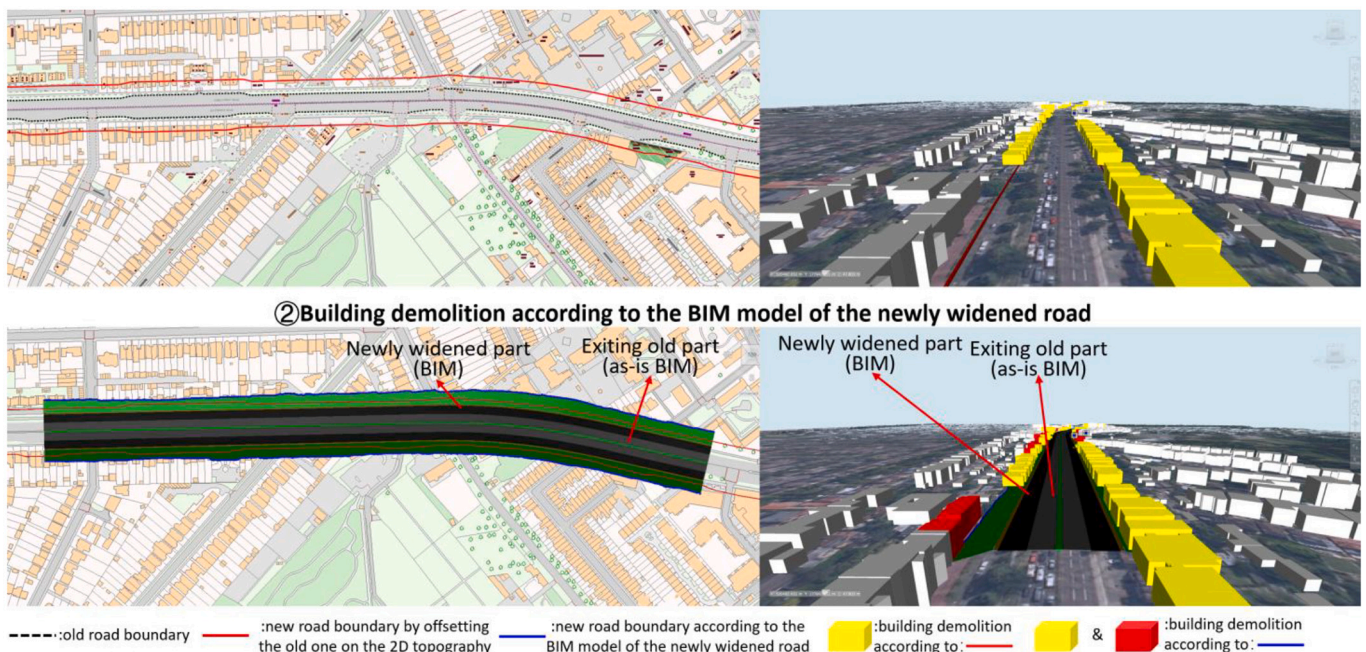 ②Building demolition according to the BIM model of the newly widened road
Newly widened part
(BIM)
Exiting old part
(as-is BIM)
Newly widened part
(BIM)
Exiting old part
(as-is BIM)
:old road boundary
:new road boundary by offsetting
the old one on the 2D topography
:new road boundary according to the
BIM model of the newly widened road
:building demolition
according to:
&
:building demolition
according to: